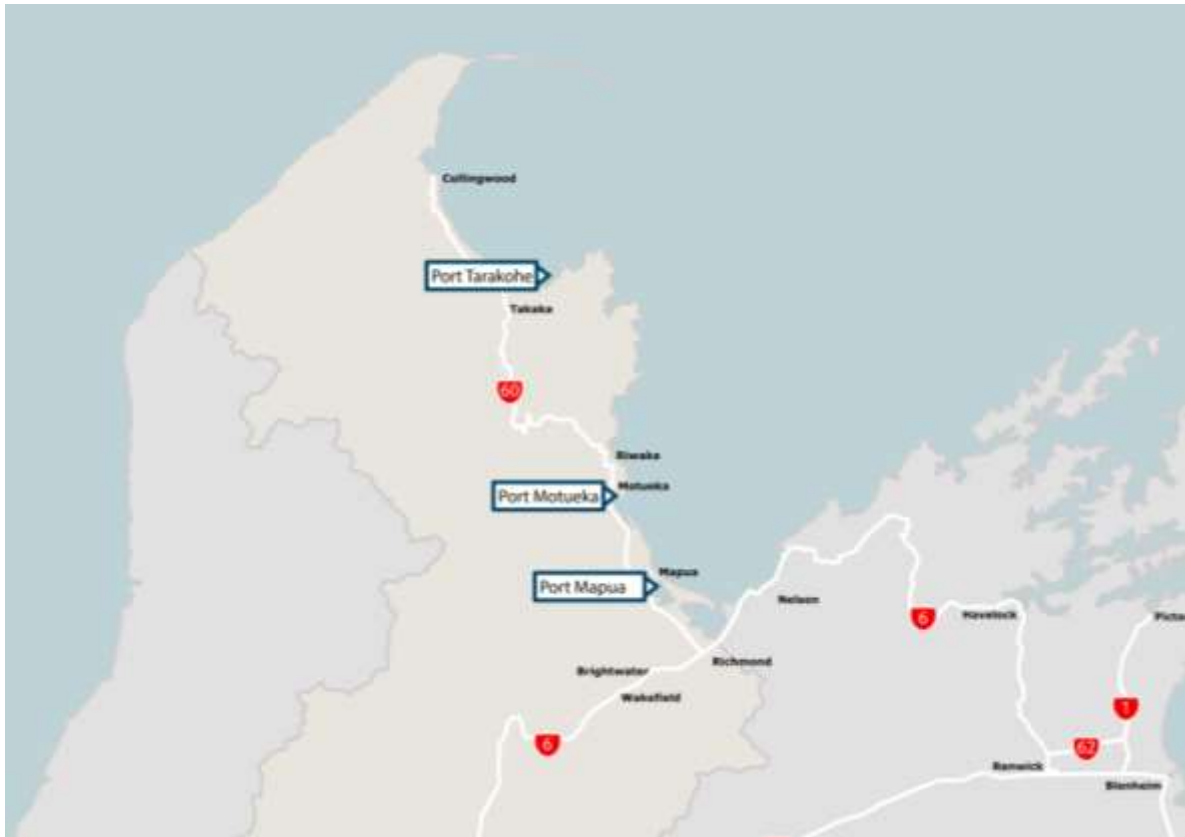 Collingwood
Port Tarakohe
Takaka
60
Riwaka
Port Motueka
Motueka
Mapua
Port Mapua
Nelson
6
Havelock
Picto
Richmond
Brightwater
Wakefield
1
6
62
Renwick
Blenheim